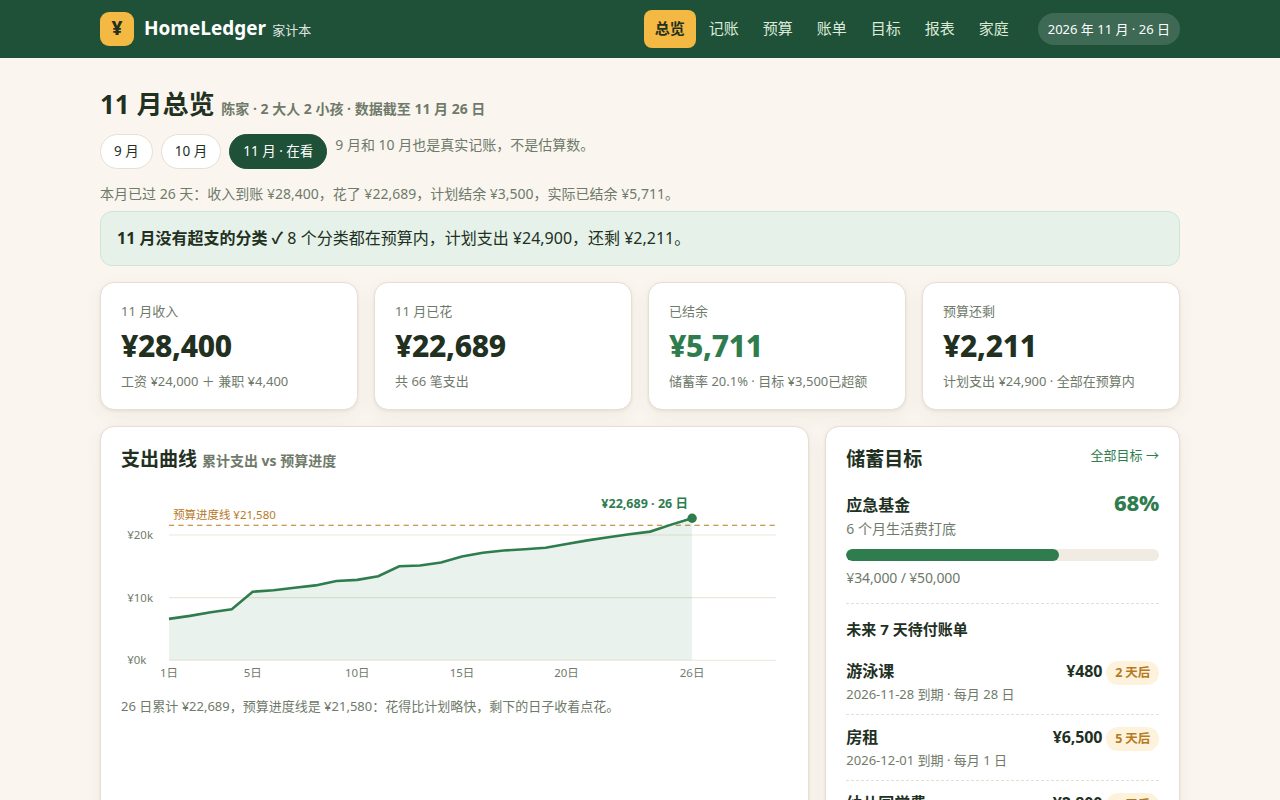 ¥ HomeLedger 家计本
总览 记账 预算 账单 目标 报表 家庭 2026 年 11 月 · 26 日
11 月总览 陈家 · 2 大人 2 小孩 · 数据截至 11 月 26 日
9 月 10 月 11 月 · 在看 9 月和 10 月也是真实记账，不是估算数。
本月已过 26 天：收入到账 ¥28,400，花了 ¥22,689，计划结余 ¥3,500，实际已结余 ¥5,711。
11 月没有超支的分类 ✓ 8 个分类都在预算内，计划支出 ¥24,900，还剩 ¥2,211。
11 月收入
¥28,400
工资 ¥24,000 ＋ 兼职 ¥4,400
11 月已花
¥22,689
共 66 笔支出
已结余
¥5,711
储蓄率 20.1% · 目标 ¥3,500已超额
预算还剩
¥2,211
计划支出 ¥24,900 · 全部在预算内
支出曲线 累计支出 vs 预算进度
¥22,689 · 26 日
预算进度线 ¥21,580
¥20k
¥10k
¥0k
1日 5日 10日 15日 20日 26日
26 日累计 ¥22,689，预算进度线是 ¥21,580：花得比计划略快，剩下的日子收着点花。
储蓄目标 全部目标 →
应急基金 68%
6 个月生活费打底
¥34,000 / ¥50,000
未来 7 天待付账单
游泳课 ¥480 2 天后
2026-11-28 到期 · 每月 28 日
房租 ¥6,500 5 天后
2026-12-01 到期 · 每月 1 日